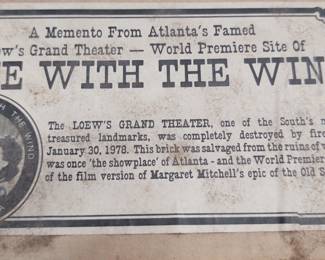 A Memento From Atlanta's Famed
ew's Grand Theater — World Premiere Site Of
E WITH THE WIN
The LOEW'S GRAND THEATER, one of the South's m
treasured landmarks, was completely destroyed by fire
January 30, 1978. This brick was salvaged from the ruins of w
was once 'the showplace' of Atlanta - and the World Premier
of the film version of Margaret Mitchell's epic of the Old S
TH THE WIND